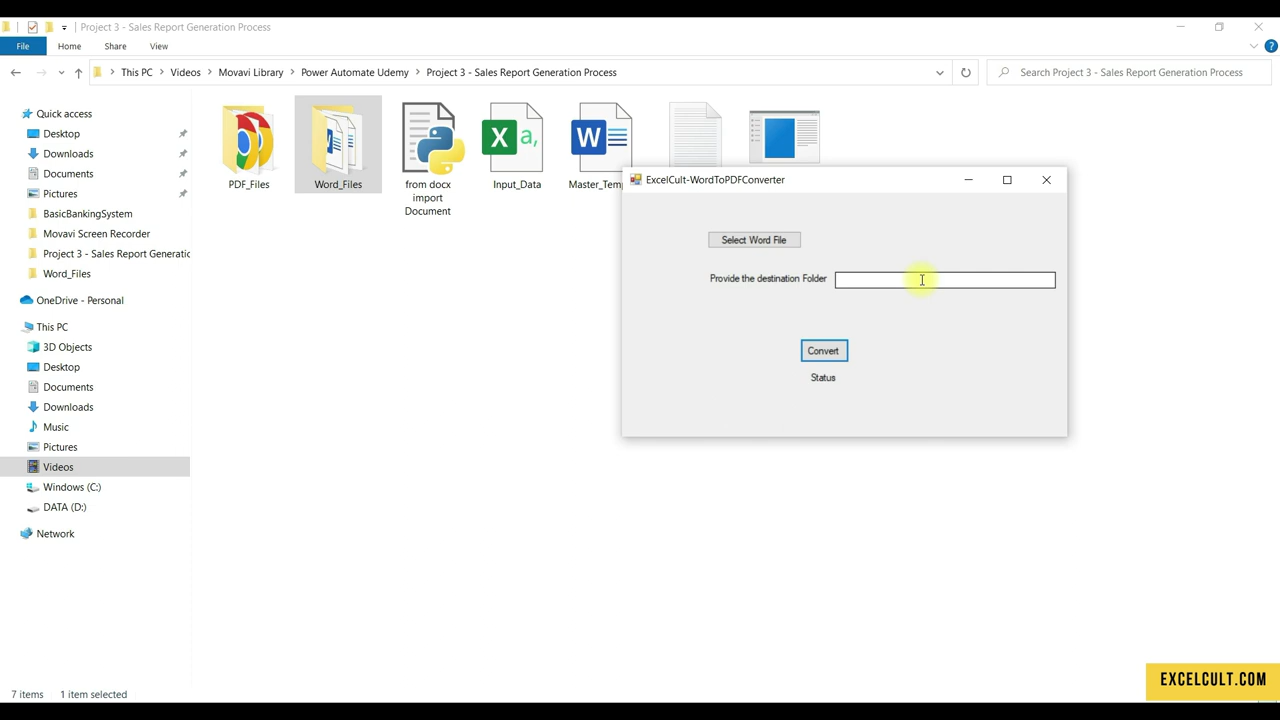 Project 3 - Sales Report Generation Process
File Home Share View
This PC Videos Movavi Library Power Automate Udemy Project 3 - Sales Report Generation Process
Search Project 3 - Sales Report Generation Process
Quick access
Desktop
Downloads
Documents
Pictures
BasicBankingSystem
Movavi Screen Recorder
Project 3 - Sales Report Generatic
Word_Files
OneDrive - Personal
This PC
3D Objects
Desktop
Documents
Downloads
Music
Pictures
Videos
Windows (C:)
DATA (D:)
Network
PDF_Files
Word_Files
from docx
import
Document
Input_Data
Master_Temp
ExcelCult-WordToPDFConverter
Select Word File
Provide the destination Folder
Convert
Status
7 items 1 item selected
EXCELCULT.COM